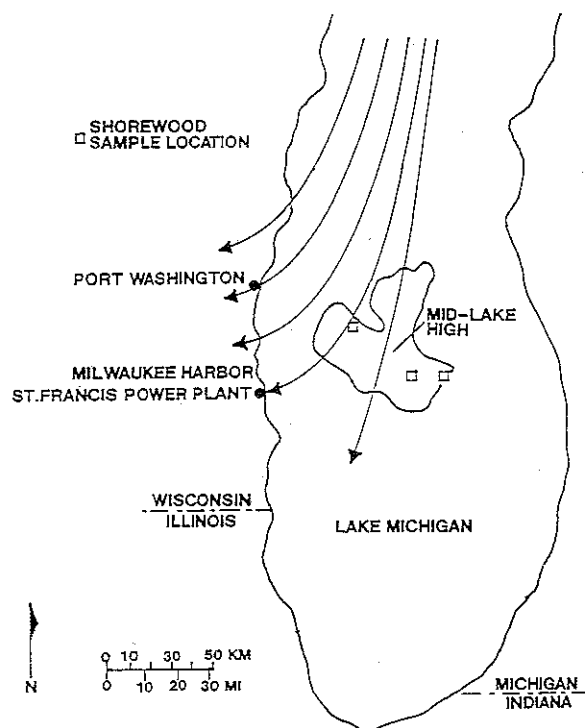 □ SHOREWOOD
SAMPLE LOCATION
PORT WASHINGTON
MID-LAKE
HIGH
MILWAUKEE HARBOR
ST.FRANCIS POWER PLANT
WISCONSIN
ILLINOIS
LAKE MICHIGAN
0 10 30 50 KM
0 10 20 30 MI
N
MICHIGAN
INDIANA